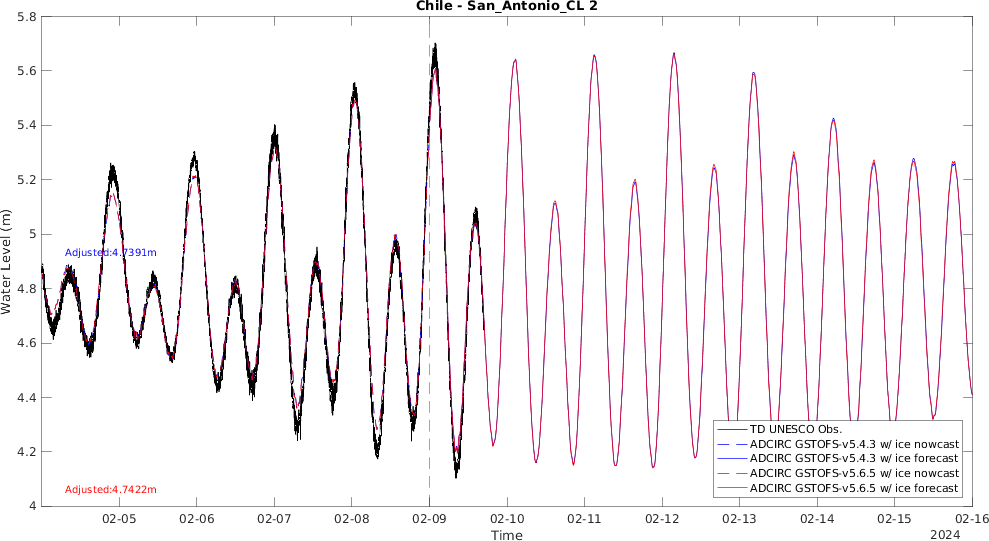 Chile - San_Antonio_CL 2
5.8
5.6
5.4
5.2
5
4.8
4.6
4.4
4.2
4
Water Level (m)
Adjusted:4.7391m
Adjusted:4.7422m
TD UNESCO Obs.
ADCIRC GSTOFS-v5.4.3 w/ ice nowcast
ADCIRC GSTOFS-v5.4.3 w/ ice forecast
ADCIRC GSTOFS-v5.6.5 w/ ice nowcast
ADCIRC GSTOFS-v5.6.5 w/ ice forecast
02-05 02-06 02-07 02-08 02-09 02-10 02-11 02-12 02-13 02-14 02-15 02-16
Time
2024